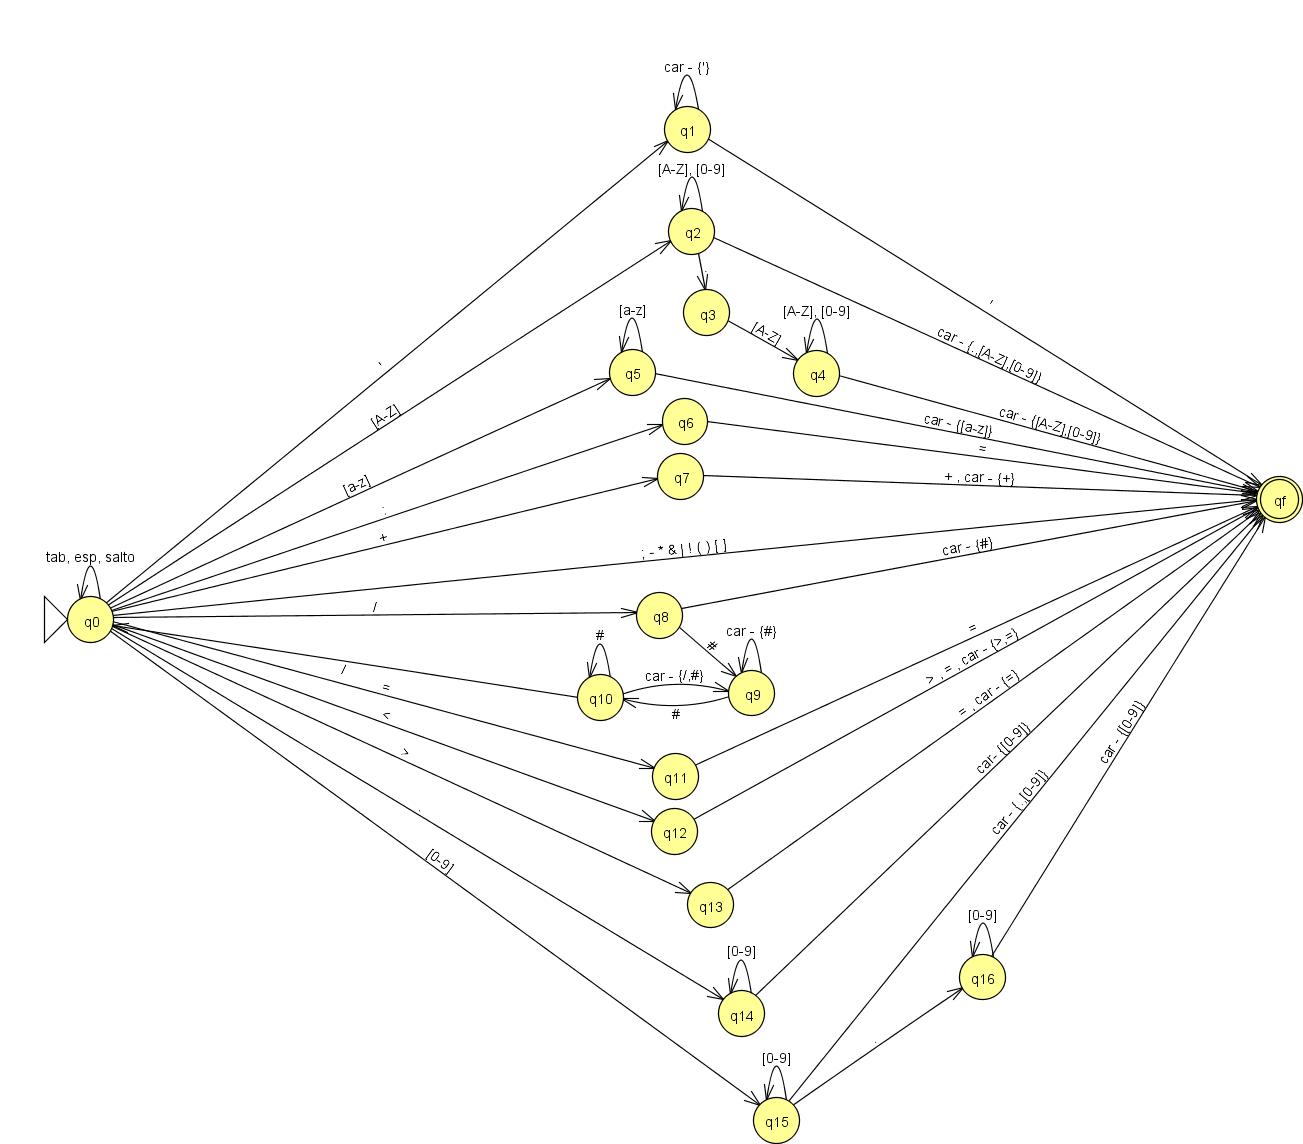 car - {'}
q1
[A-Z], [0-9]
q2
.
'
q3
[A-Z]
[A-Z], [0-9]
q4
[a-z]
q5
car - {.,[A-Z],[0-9]}
'
[A-Z]
q6
car - {[a-z]}
car - {[A-Z],[0-9]}
=
[a-z]
q7
+ , car - {+}
qf
:
+
tab, esp, salto
; - * & | ! ( ) [ ]
car - {#}
q0
/
q8
#
#
car - {#}
=
/
car - {/,#}
> , = , car - {>,=}
=
q10
q9
#
<
= , car - {=}
>
q11
car- {[0-9]}
car - {[0-9]}
.
q12
car - {.,[0-9]}
[0-9]
q13
[0-9]
[0-9]
q16
q14
.
[0-9]
q15